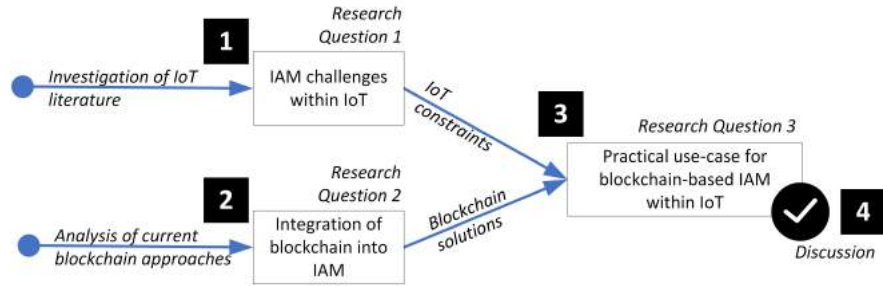 1
Research
Question 1
Investigation of IoT
literature
IAM challenges
within IoT
IoT
constraints
2
Research
Question 2
Analysis of current
blockchain approaches
Integration of
blockchain into
IAM
Blockchain
solutions
3
Research Question 3
Practical use-case for
blockchain-based IAM
within IoT
4
Discussion